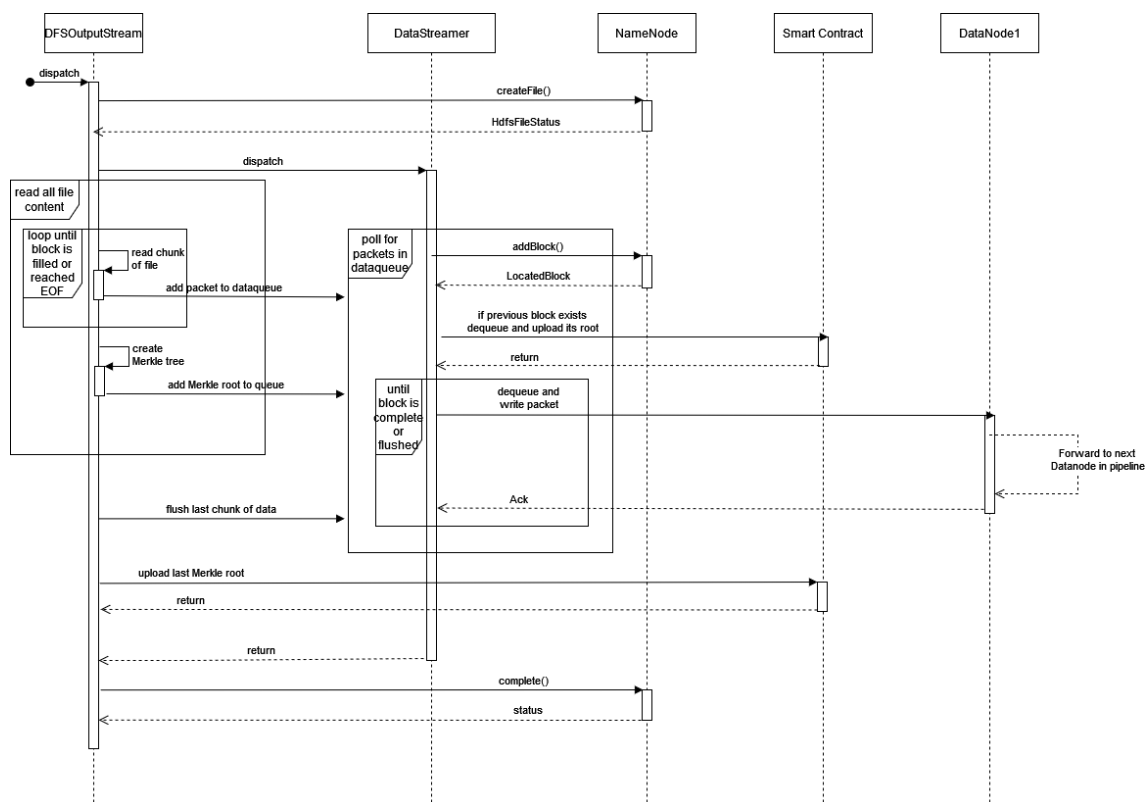 DFSOutputStream
DataStreamer
NameNode
Smart Contract
DataNode1
dispatch
createFile()
HdfsFileStatus
dispatch
read all file
content
loop until
block is
filled or
reached
EOF
read chunk
of file
add packet to dataqueue
poll for
packets in
dataqueue
addBlock()
LocatedBlock
if previous block exists
dequeue and upload its root
return
create
Merkle tree
add Merkle root to queue
until
block is
complete
or
flushed
dequeue and
write packet
Forward to next
Datanode in pipeline
Ack
flush last chunk of data
upload last Merkle root
return
return
complete()
status